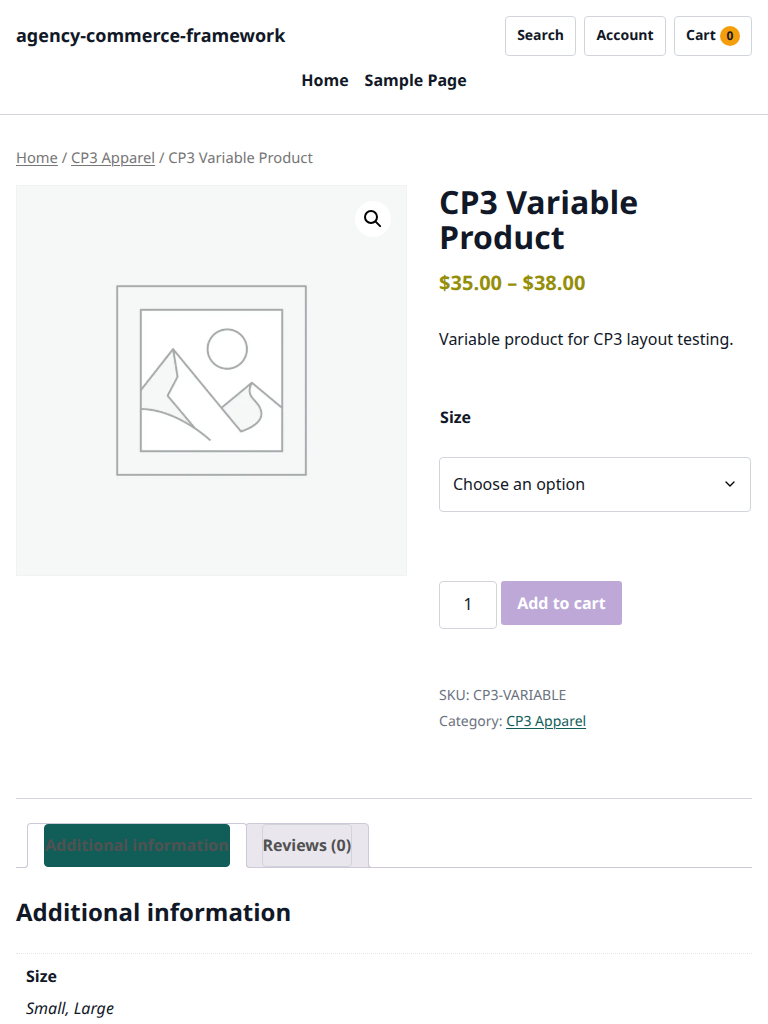 agency-commerce-framework
Search
Account
Cart 0
Home Sample Page
Home / CP3 Apparel / CP3 Variable Product
CP3 Variable
Product
$35.00 – $38.00
Variable product for CP3 layout testing.
Size
Choose an option
1
Add to cart
SKU: CP3-VARIABLE
Category: CP3 Apparel
Additional information
Reviews (0)
Additional information
Size
Small, Large